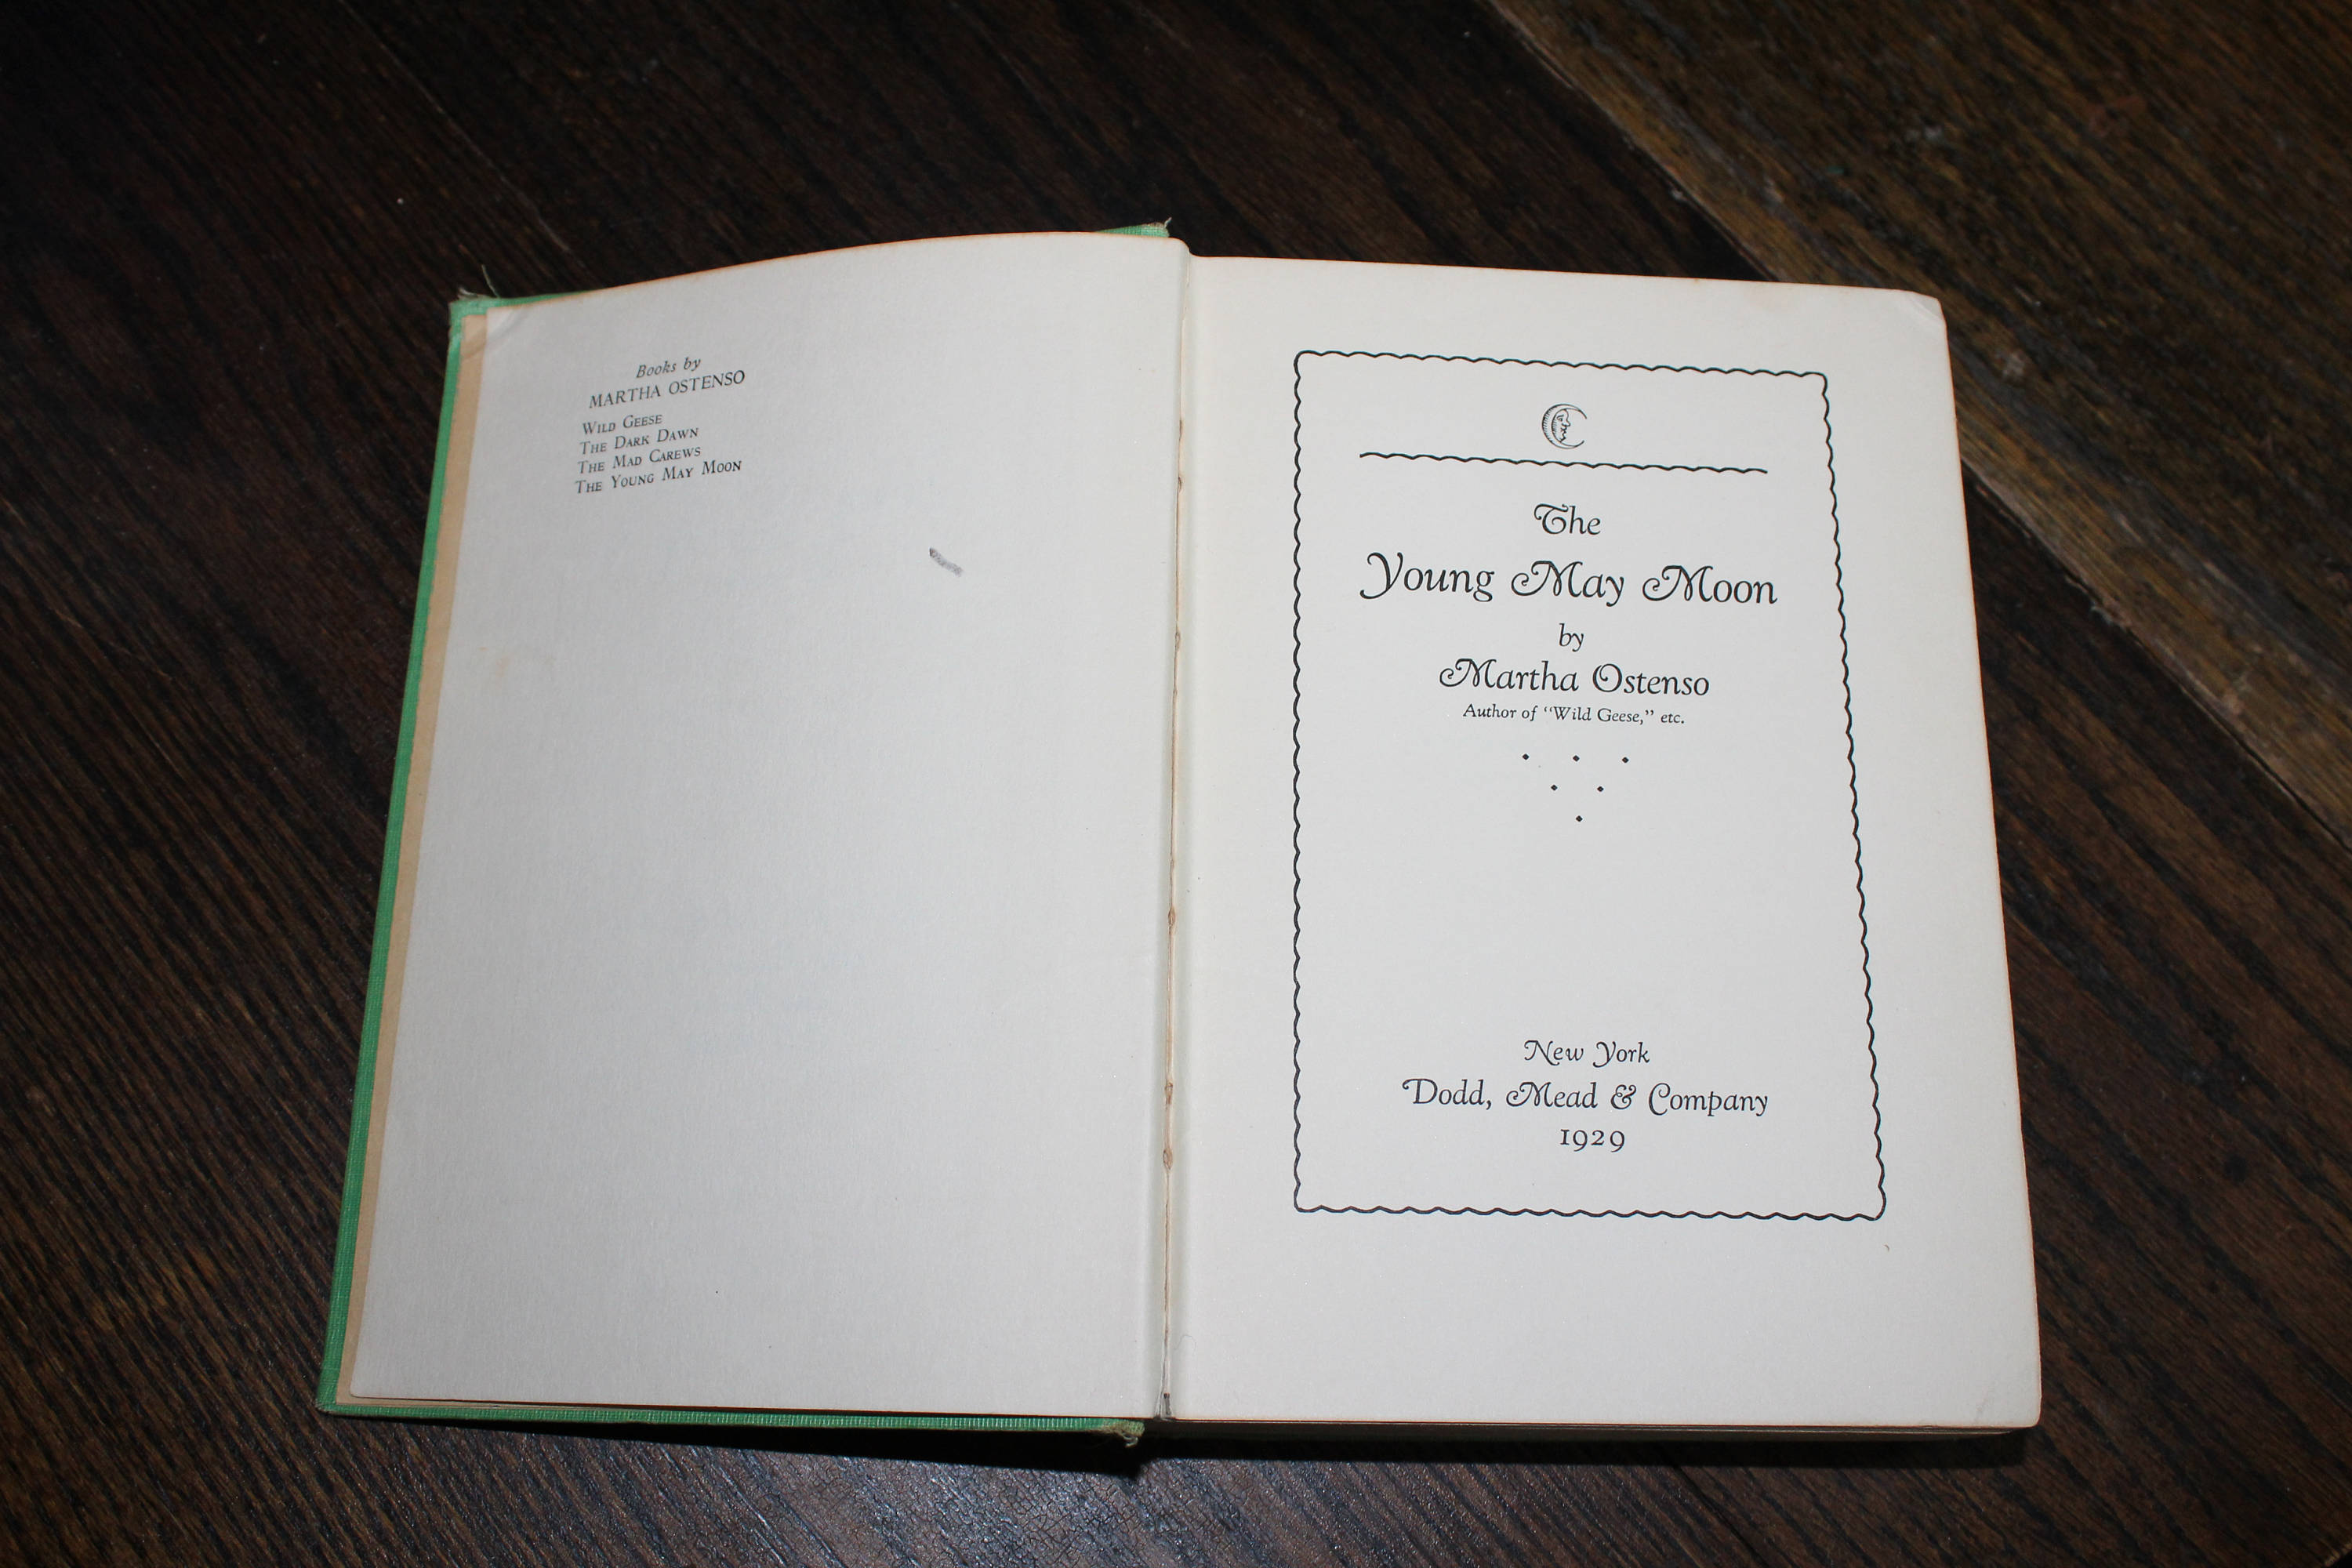 Books by
MARTHA OSTENSO
WILD GEESE
THE DARK DAWN
THE MAD CAREWS
THE YOUNG MAY MOON
The
Young May Moon
by
Martha Ostenso
Author of “Wild Geese,” etc.
New York
Dodd, Mead & Company
1929